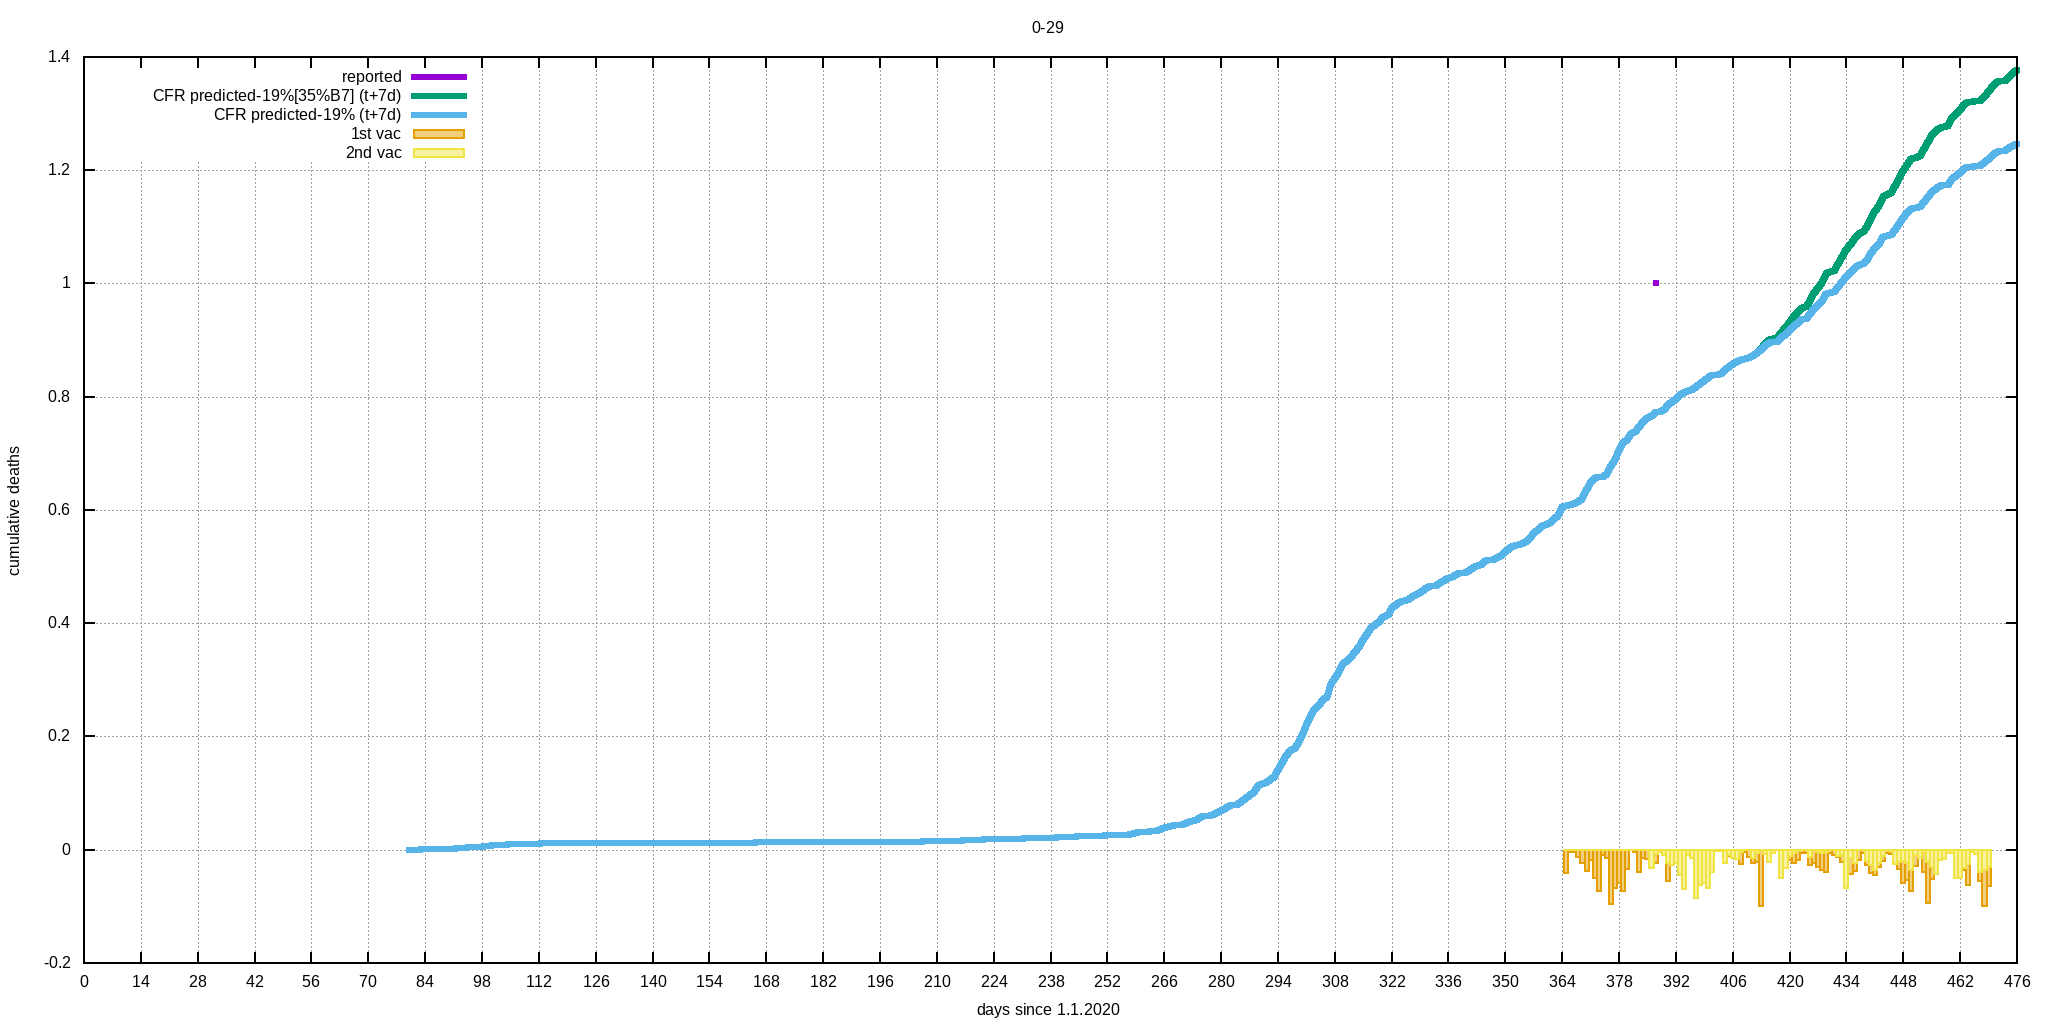 0-29
1.4
1.2
1
0.8
0.6
0.4
0.2
0
-0.2
cumulative deaths
reported
CFR predicted-19%[35%B7] (t+7d)
CFR predicted-19% (t+7d)
1st vac
2nd vac
0 14 28 42 56 70 84 98 112 126 140 154 168 182 196 210 224 238 252 266 280 294 308 322 336 350 364 378 392 406 420 434 448 462 476
days since 1.1.2020